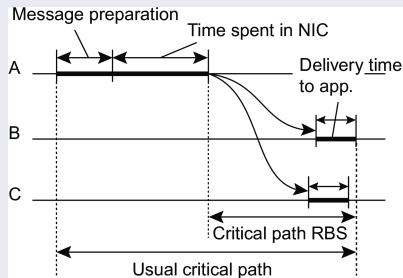 Message preparation
Time spent in NIC
A
Delivery time
to app.
B
C
Critical path RBS
Usual critical path